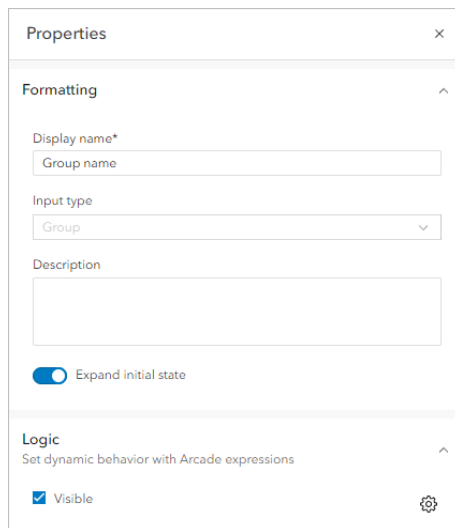 Properties
Formatting
Display name*
Group name
Input type
Group
Description
Expand initial state
Logic
Set dynamic behavior with Arcade expressions
Visible